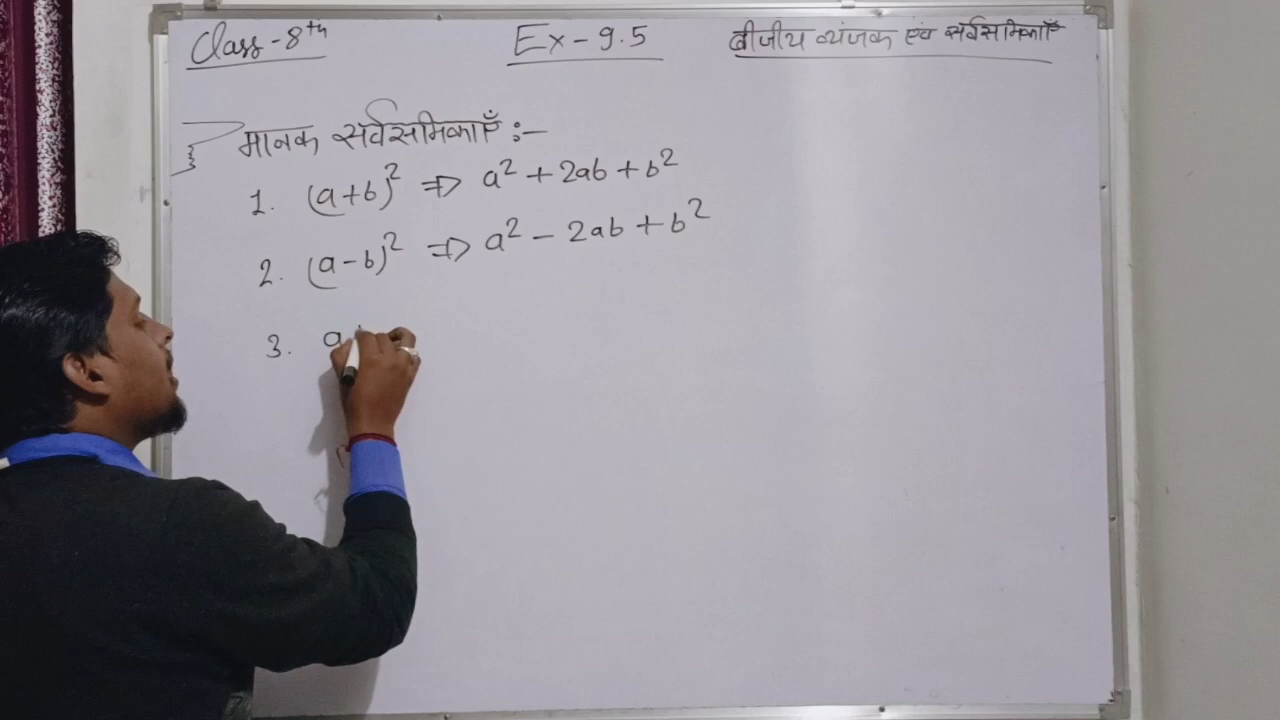 Class-8th Ex-9.5 बीजीय व्यंजक एवं सर्वसमिकाएँ
मानक सर्वसमिकाएँ :-
1. (a+b)² ⇒ a² + 2ab + b²
2. (a-b)² ⇒ a² - 2ab + b²
3. a